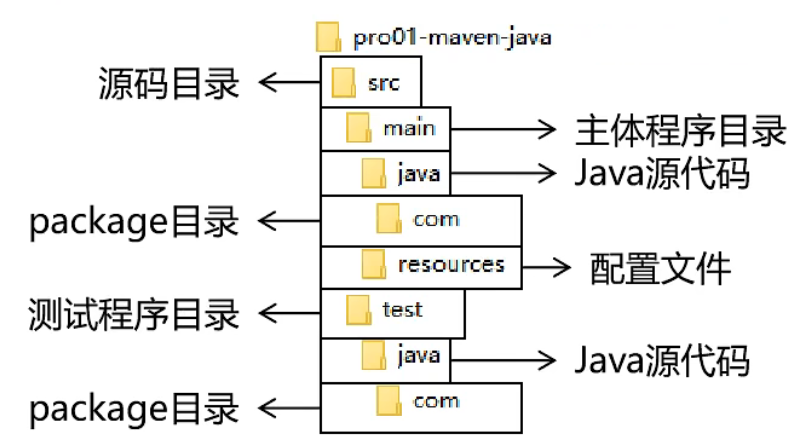 pro01-maven-java
源码目录
src
main
主体程序目录
java
Java源代码
package目录
com
resources
配置文件
测试程序目录
test
java
Java源代码
package目录
com